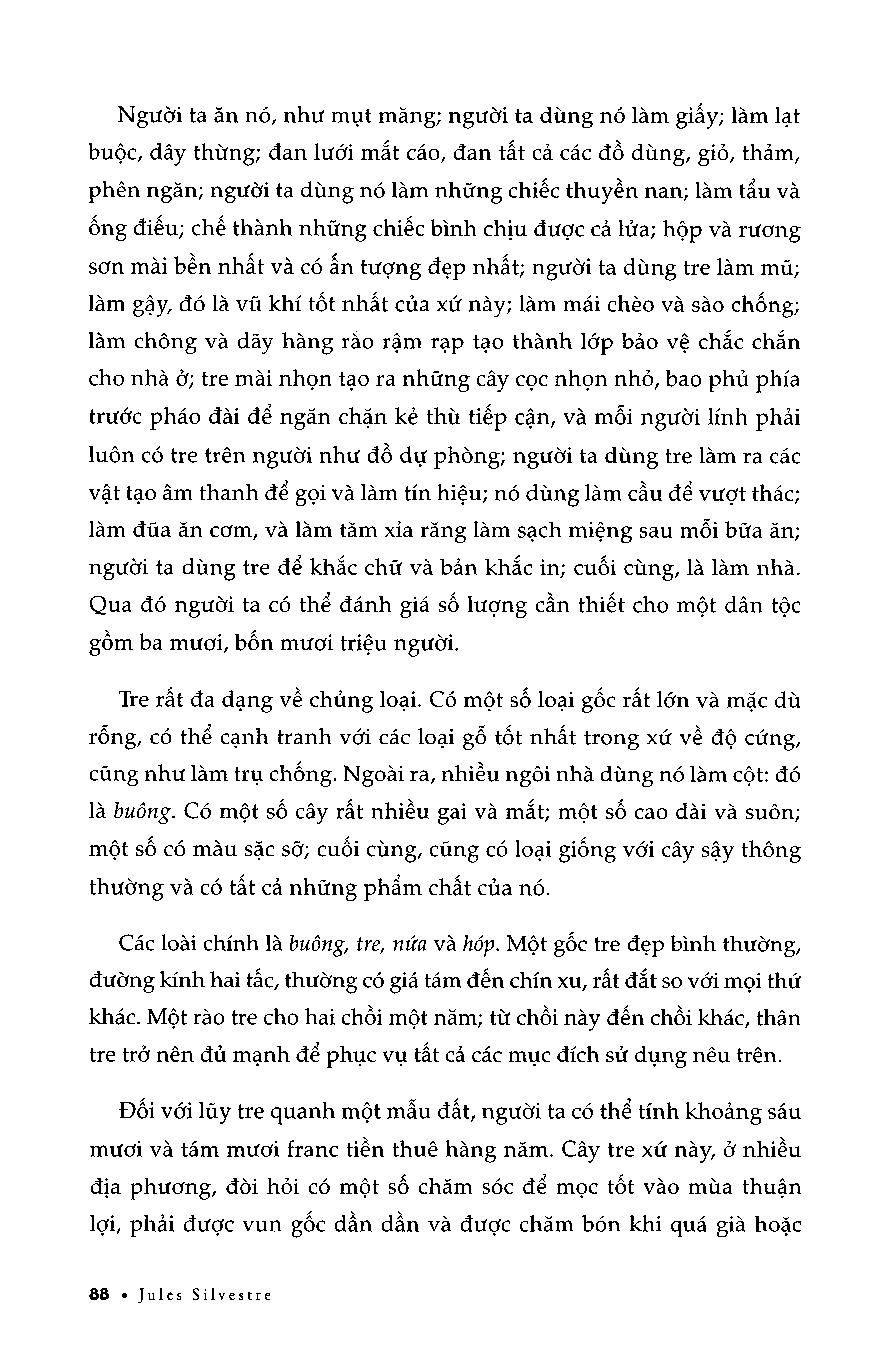 Người ta ăn nó, như mụt măng; người ta dùng nó làm giấy; làm lạt
buộc, dây thừng; đan lưới mắt cáo, đan tất cả các đồ dùng, giỏ, thảm,
phên ngăn; người ta dùng nó làm những chiếc thuyền nan; làm tẩu và
ống điếu; chế thành những chiếc bình chịu được cả lửa; hộp và rương
sơn mài bền nhất và có ấn tượng đẹp nhất; người ta dùng tre làm mũ;
làm gậy, đó là vũ khí tốt nhất của xứ này; làm mái chèo và sào chống;
làm chông và dãy hàng rào rậm rạp tạo thành lớp bảo vệ chắc chắn
cho nhà ở; tre mài nhọn tạo ra những cây cọc nhọn nhỏ, bao phủ phía
trước pháo đài để ngăn chặn kẻ thù tiếp cận, và mỗi người lính phải
luôn có tre trên người như đồ dự phòng; người ta dùng tre làm ra các
vật tạo âm thanh để gọi và làm tín hiệu; nó dùng làm cầu để vượt thác;
làm đũa ăn cơm, và làm tăm xỉa răng làm sạch miệng sau mỗi bữa ăn;
người ta dùng tre để khắc chữ và bản khắc in; cuối cùng, là làm nhà.
Qua đó người ta có thể đánh giá số lượng cần thiết cho một dân tộc
gồm ba mươi, bốn mươi triệu người.
Tre rất đa dạng về chủng loại. Có một số loại gốc rất lớn và mặc dù
rỗng, có thể cạnh tranh với các loại gỗ tốt nhất trong xứ về độ cứng,
cũng như làm trụ chống. Ngoài ra, nhiều ngôi nhà dùng nó làm cột: đó
là buông. Có một số cây rất nhiều gai và mắt; một số cao dài và suôn;
một số có màu sặc sỡ; cuối cùng, cũng có loại giống với cây sậy thông
thường và có tất cả những phẩm chất của nó.
Các loài chính là buông, tre, nứa và hóp. Một gốc tre đẹp bình thường,
đường kính hai tấc, thường có giá tám đến chín xu, rất đắt so với mọi thứ
khác. Một rào tre cho hai chồi một năm; từ chồi này đến chồi khác, thân
tre trở nên đủ mạnh để phục vụ tất cả các mục đích sử dụng nêu trên.
Đối với lũy tre quanh một mẫu đất, người ta có thể tính khoảng sáu
mươi và tám mươi franc tiền thuê hàng năm. Cây tre xứ này, ở nhiều
địa phương, đòi hỏi có một số chăm sóc để mọc tốt vào mùa thuận
lợi, phải được vun gốc dần dần và được chăm bón khi quá già hoặc
88 • Jules Silvestre